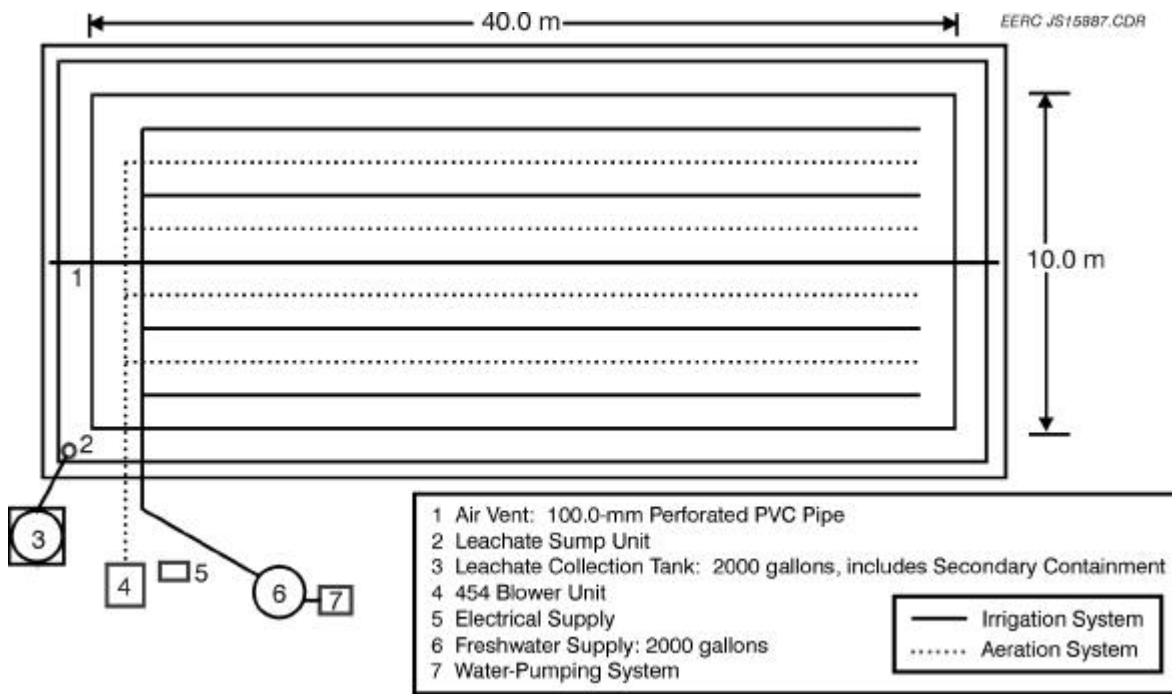 40.0 m
EERC JS15887.CDR
10.0 m
1
2
3
4
5
6
7
1 Air Vent: 100.0-mm Perforated PVC Pipe
2 Leachate Sump Unit
3 Leachate Collection Tank: 2000 gallons, includes Secondary Containment
4 454 Blower Unit
5 Electrical Supply
6 Freshwater Supply: 2000 gallons
7 Water-Pumping System
Irrigation System
Aeration System